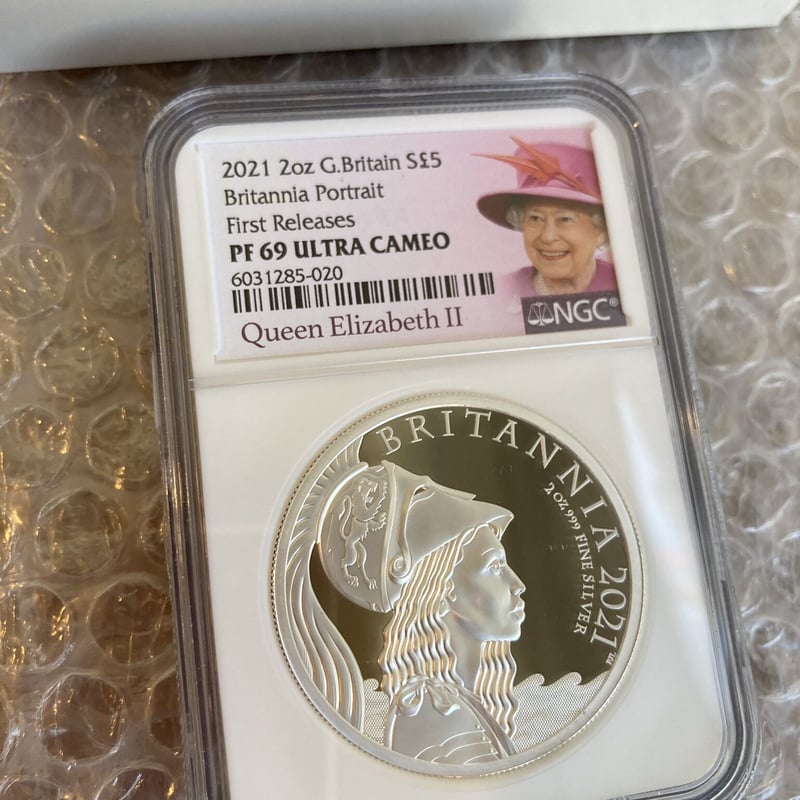 2021 2oz G.Britain S£5
Britannia Portrait
First Releases
PF 69 ULTRA CAMEO
6031285-020
NGC®
Queen Elizabeth II
BRITANNIA 2021
2 OZ 999 FINE SILVER